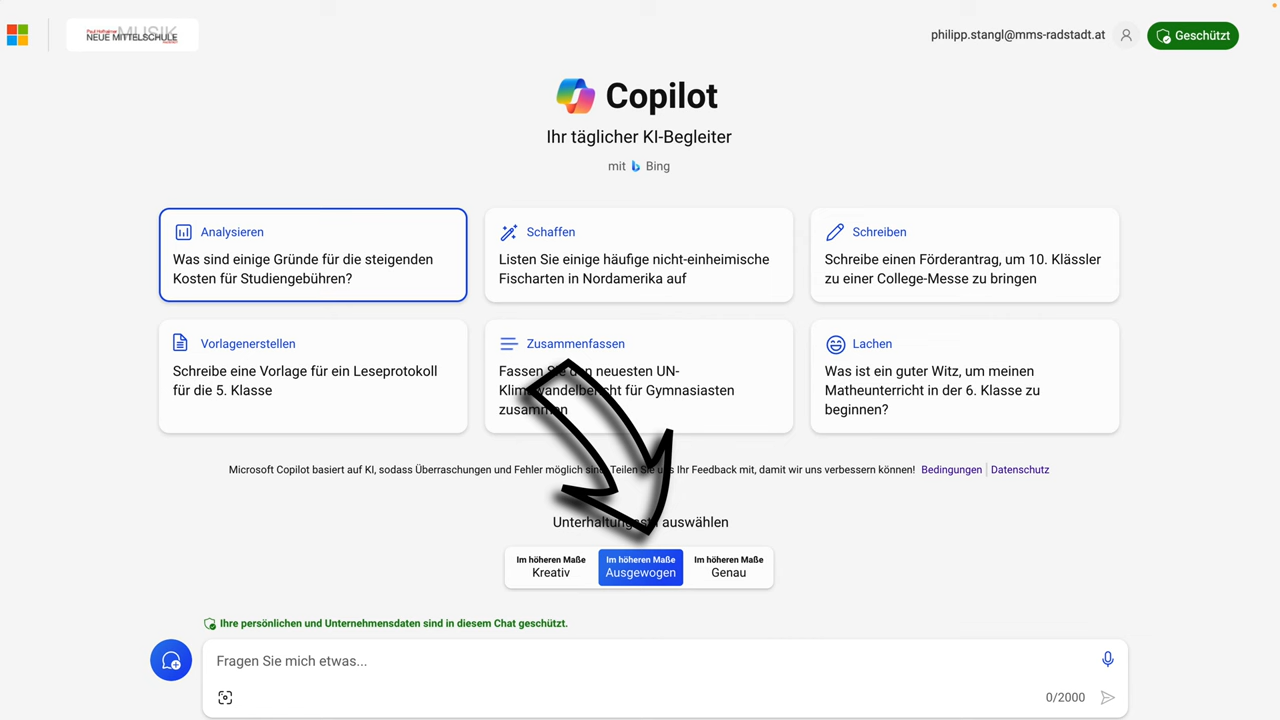 MUSIK
NEUE MITTELSCHULE
philipp.stangl@mms-radstadt.at
Geschützt
Copilot
Ihr täglicher KI-Begleiter
mit Bing
Analysieren
Was sind einige Gründe für die steigenden
Kosten für Studiengebühren?
Schaffen
Listen Sie einige häufige nicht-einheimische
Fischarten in Nordamerika auf
Schreiben
Schreibe einen Förderantrag, um 10. Klässler
zu einer College-Messe zu bringen
Vorlagenerstellen
Schreibe eine Vorlage für ein Leseprotokoll
für die 5. Klasse
Zusammenfassen
Fassen Sie den neuesten UN-
Klimawandelbericht für Gymnasiasten
zusammen
Lachen
Was ist ein guter Witz, um meinen
Matheunterricht in der 6. Klasse zu
beginnen?
Microsoft Copilot basiert auf KI, sodass Überraschungen und Fehler möglich sind. Teilen Sie uns Ihr Feedback mit, damit wir uns verbessern können! Bedingungen | Datenschutz
Unterhaltungsstil auswählen
Im höheren Maße
Kreativ
Im höheren Maße
Ausgewogen
Im höheren Maße
Genau
Ihre persönlichen und Unternehmensdaten sind in diesem Chat geschützt.
Fragen Sie mich etwas...
0/2000